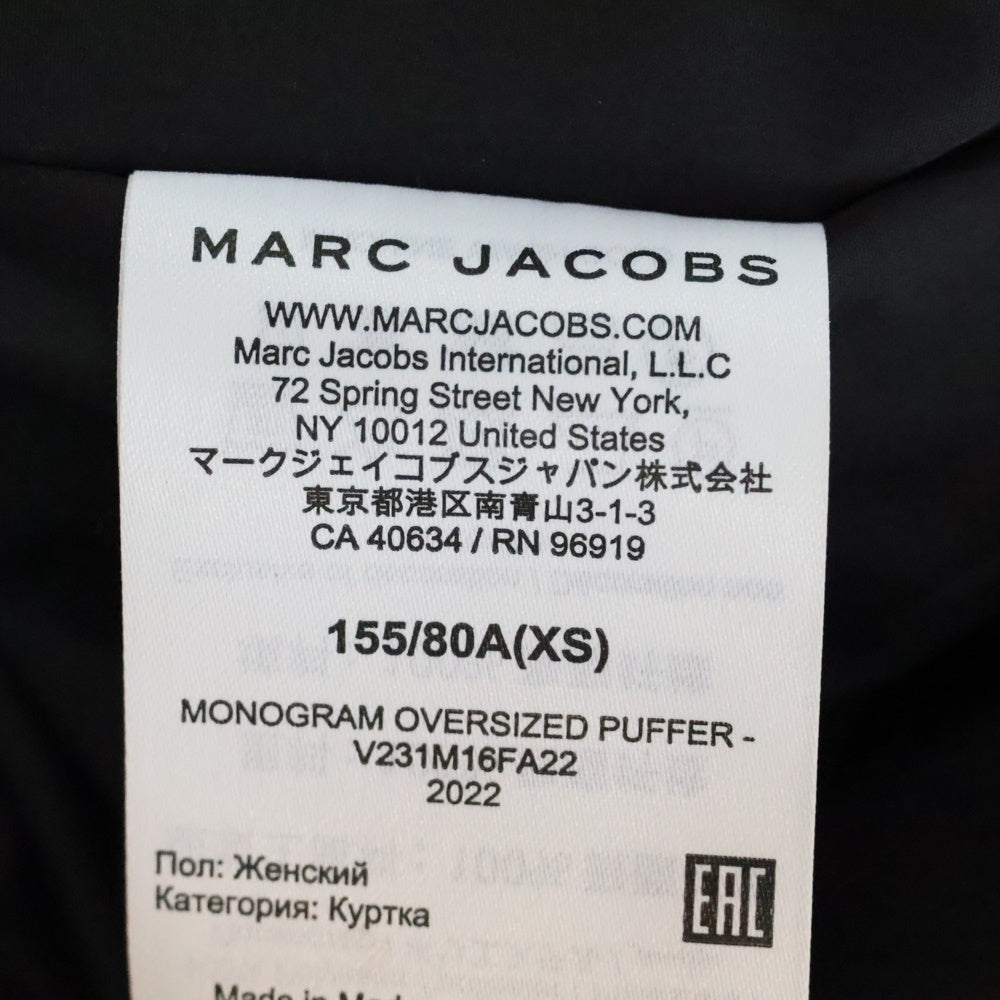 MARC JACOBS
WWW.MARCJACOBS.COM
Marc Jacobs International, L.L.C
72 Spring Street New York,
NY 10012 United States
マークジェイコブスジャパン株式会社
東京都港区南青山3-1-3
CA 40634 / RN 96919
155/80A(XS)
MONOGRAM OVERSIZED PUFFER -
V231M16FA22
2022
Пол: Женский
Категория: Куртка
EAC
Made in